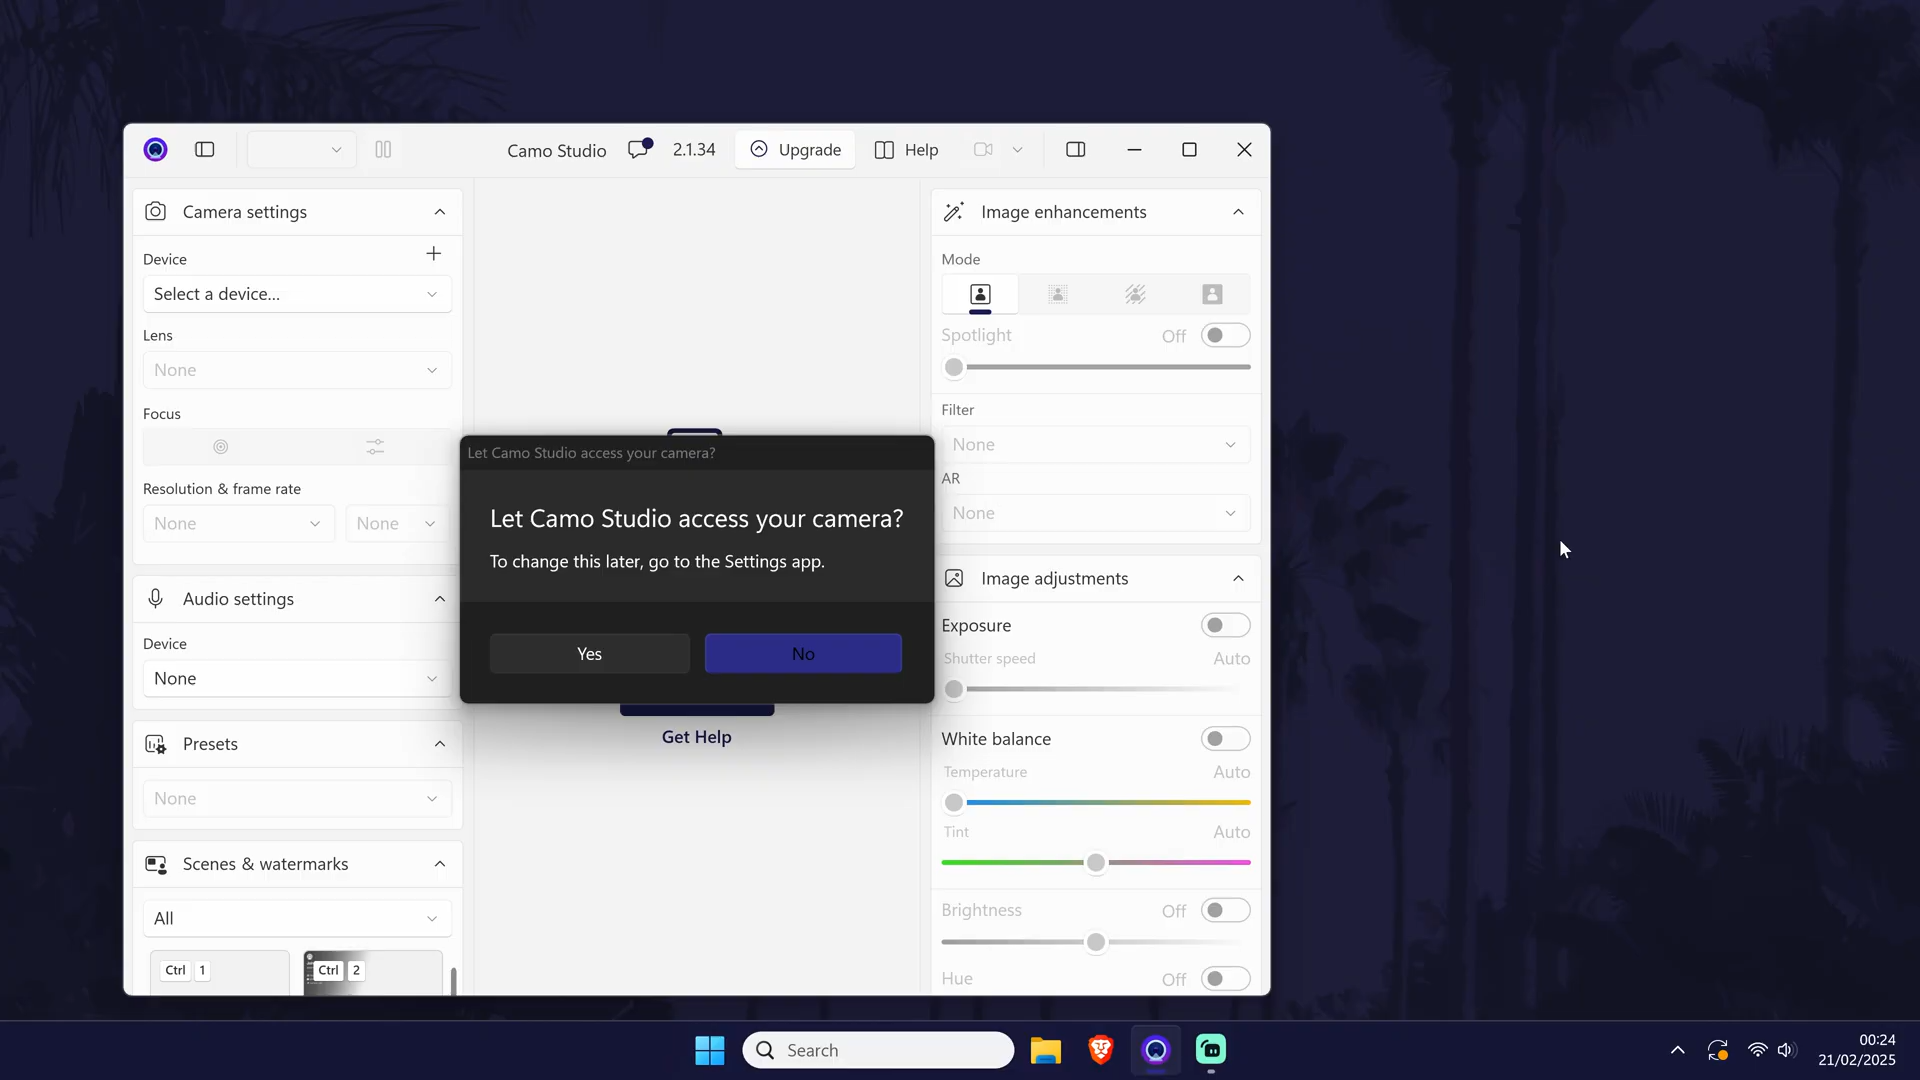 Camo Studio
2.1.34
Upgrade
Help
Camera settings
Device
Select a device...
Lens
None
Focus
Resolution & frame rate
None
None
Audio settings
Device
None
Presets
None
Scenes & watermarks
All
Ctrl 1
Ctrl 2
Let Camo Studio access your camera?
Let Camo Studio access your camera?
To change this later, go to the Settings app.
Yes
No
Get Help
Image enhancements
Mode
Spotlight
Off
Filter
None
AR
None
Image adjustments
Exposure
Shutter speed
Auto
White balance
Temperature
Auto
Tint
Auto
Brightness
Off
Hue
Off
Search
00:24
21/02/2025